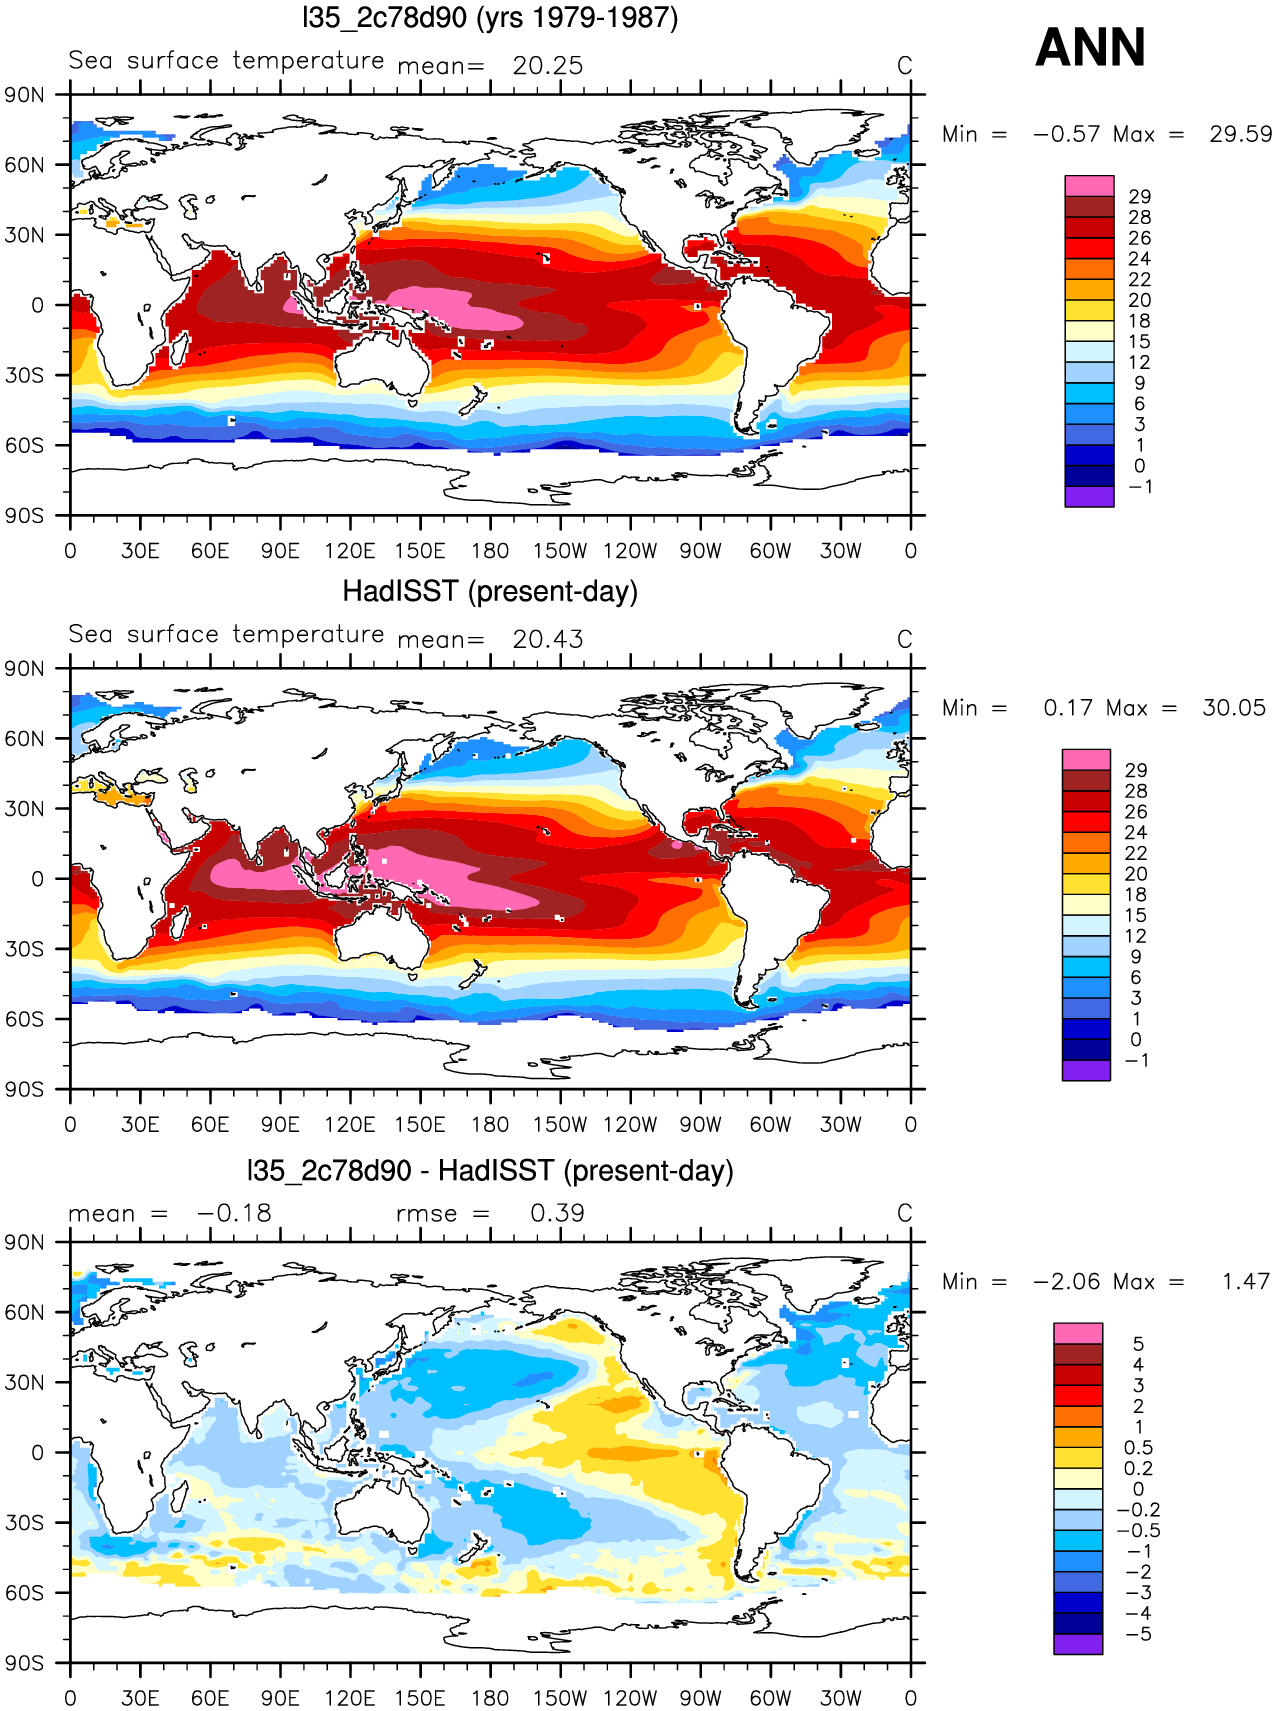 l35_2c78d90 (yrs 1979-1987)
ANN
Sea surface temperature mean= 20.25 C
Min = −0.57 Max = 29.59
90N
60N
30N
0
30S
60S
90S
0 30E 60E 90E 120E 150E 180 150W 120W 90W 60W 30W 0
29
28
26
24
22
20
18
15
12
9
6
3
1
0
−1
HadISST (present-day)
Sea surface temperature mean= 20.43 C
Min = 0.17 Max = 30.05
90N
60N
30N
0
30S
60S
90S
0 30E 60E 90E 120E 150E 180 150W 120W 90W 60W 30W 0
29
28
26
24
22
20
18
15
12
9
6
3
1
0
−1
l35_2c78d90 - HadISST (present-day)
mean = −0.18 rmse = 0.39 C
Min = −2.06 Max = 1.47
90N
60N
30N
0
30S
60S
90S
0 30E 60E 90E 120E 150E 180 150W 120W 90W 60W 30W 0
5
4
3
2
1
0.5
0.2
0
−0.2
−0.5
−1
−2
−3
−4
−5